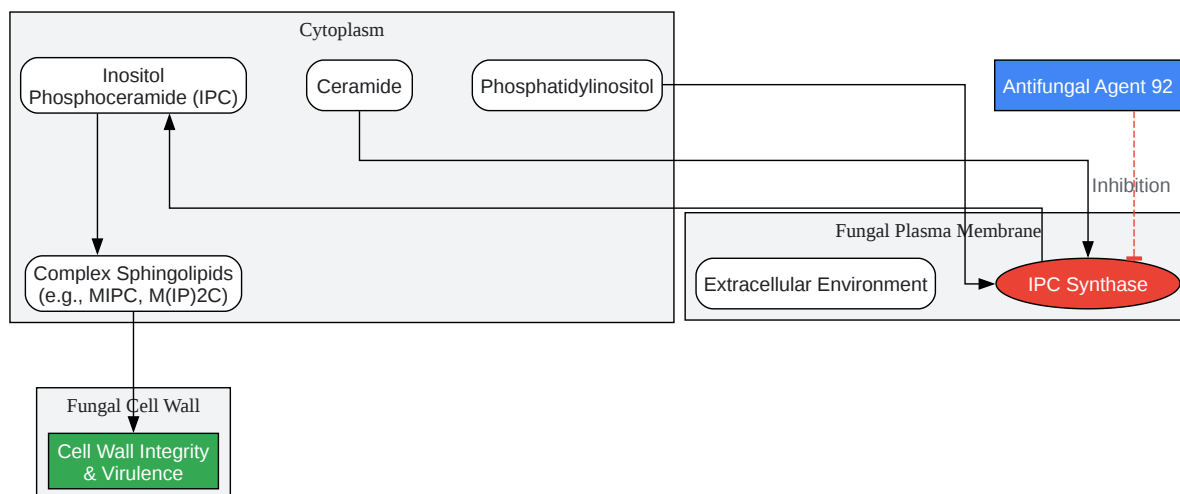 Cytoplasm
Inositol
Phosphoceramide (IPC)
Ceramide
Phosphatidylinositol
Antifungal Agent 92
Inhibition
Fungal Plasma Membrane
Extracellular Environment
IPC Synthase
Complex Sphingolipids
(e.g., MIPC, M(IP)2C)
Fungal Cell Wall
Cell Wall Integrity
& Virulence